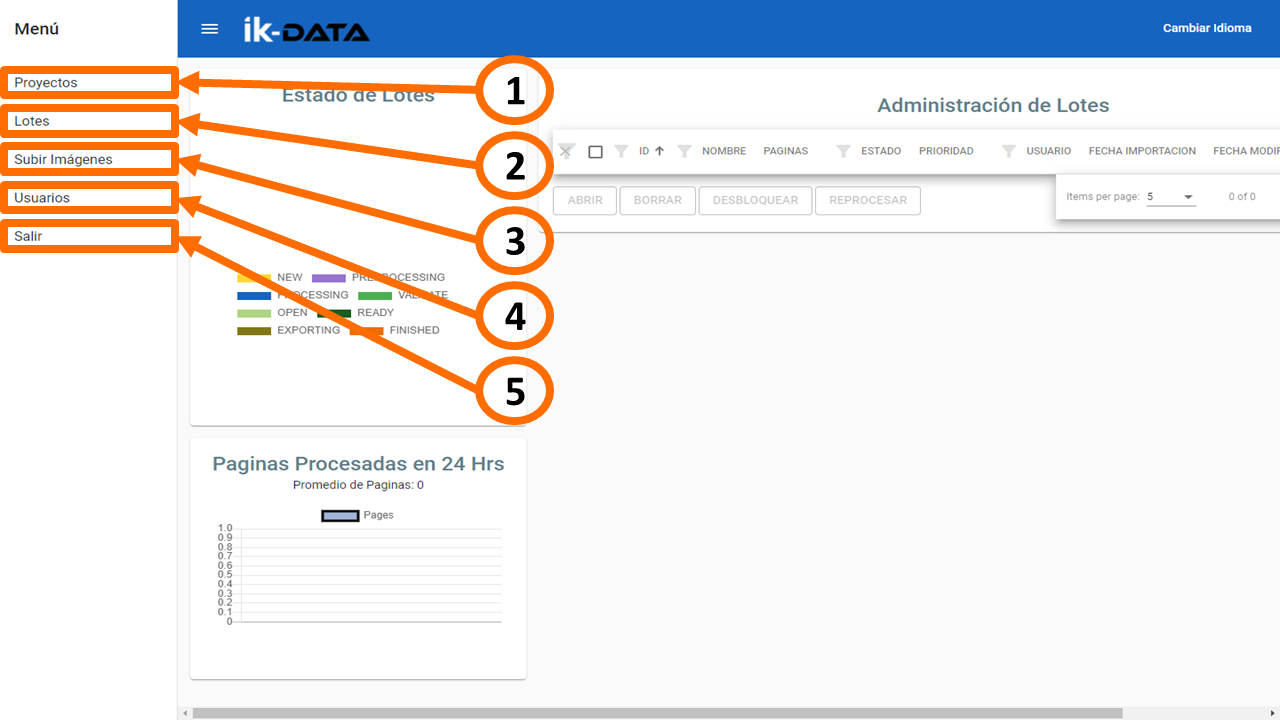 Menú
ik-DATA
Cambiar Idioma
Proyectos
Lotes
Subir Imágenes
Usuarios
Salir
1
2
3
4
5
Estado de Lotes
NEW PREPROCESSING
PROCESSING VALIDATE
OPEN READY
EXPORTING FINISHED
Administración de Lotes
ID NOMBRE PAGINAS ESTADO PRIORIDAD USUARIO FECHA IMPORTACION FECHA MODIF
ABRIR BORRAR DESBLOQUEAR REPROCESAR
Items per page: 5 0 of 0
Paginas Procesadas en 24 Hrs
Promedio de Paginas: 0
Pages
1.0
0.9
0.8
0.7
0.6
0.5
0.4
0.3
0.2
0.1
0